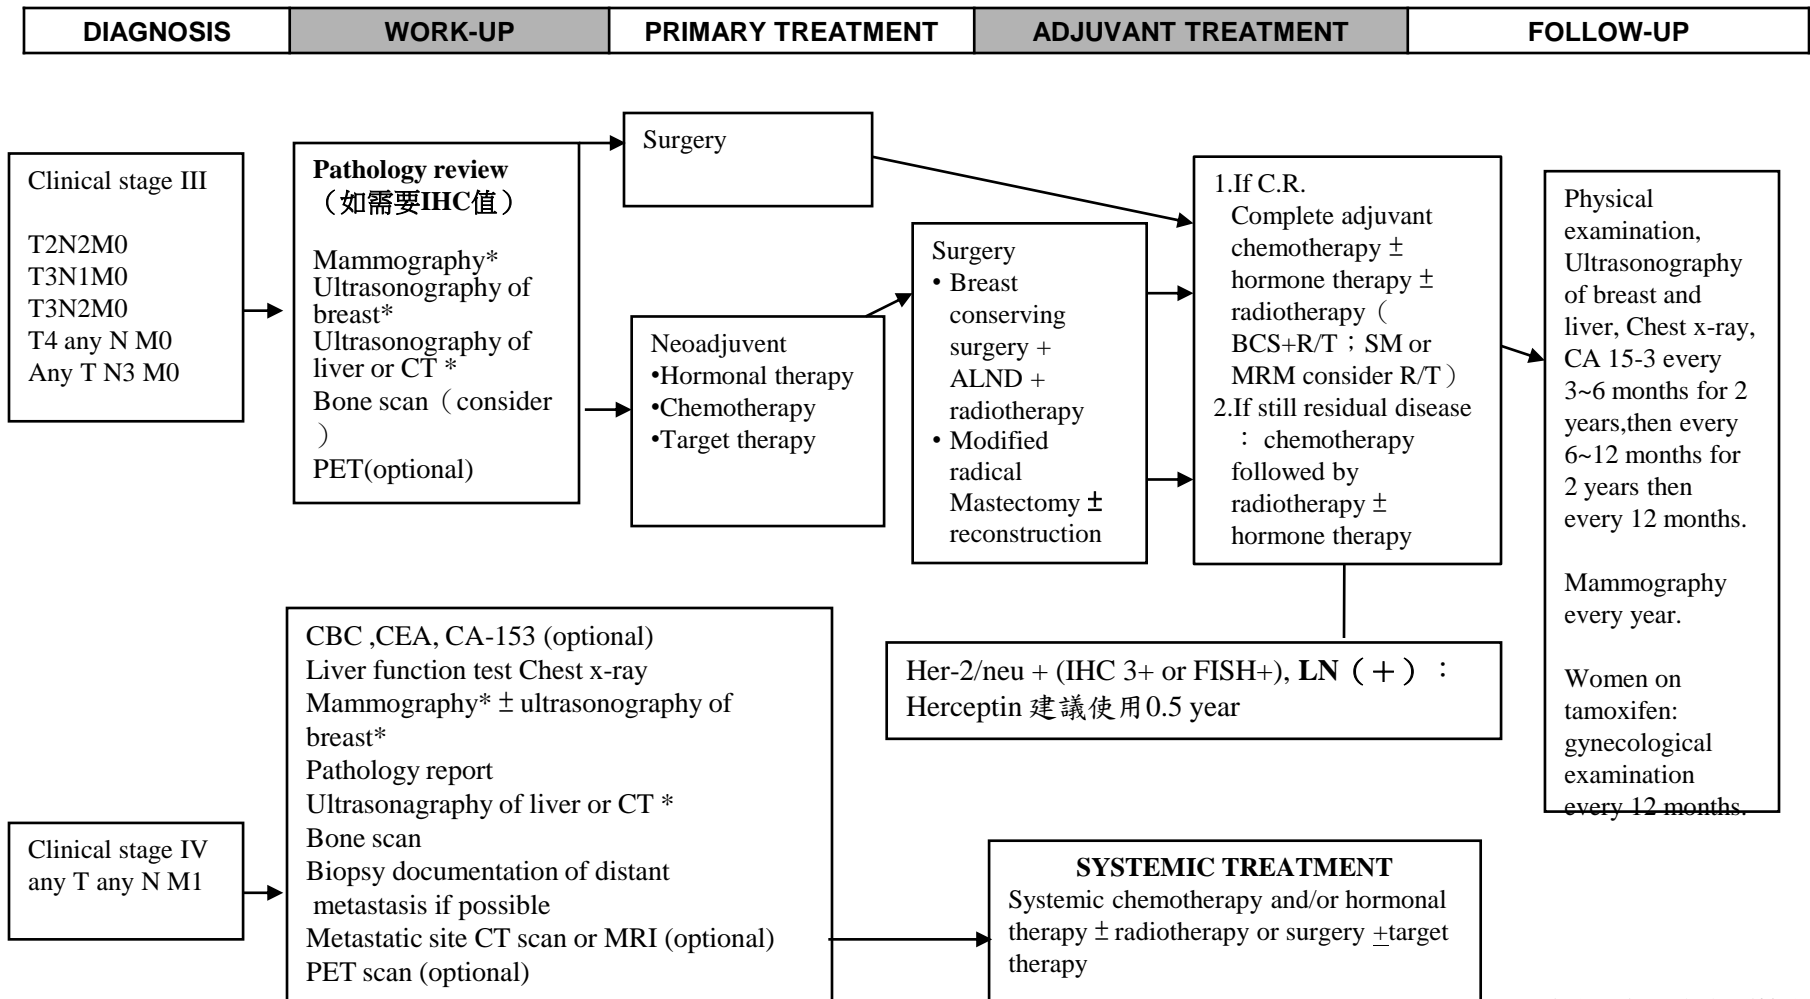 DIAGNOSIS
WORK-UP
PRIMARY TREATMENT
ADJUVANT TREATMENT
FOLLOW-UP
Clinical stage III
T2N2M0
T3N1M0
T3N2M0
T4 any N M0
Any T N3 M0
Pathology review
（如需要IHC值）
Mammography*
Ultrasonography of
breast*
Ultrasonography of
liver or CT *
Bone scan（consider
）
PET(optional)
Surgery
Neoadjuvent
•Hormonal therapy
•Chemotherapy
•Target therapy
Surgery
• Breast
conserving
surgery +
ALND +
radiotherapy
• Modified
radical
Mastectomy ±
reconstruction
1.If C.R.
Complete adjuvant
chemotherapy ±
hormone therapy ±
radiotherapy（
BCS+R/T；SM or
MRM consider R/T）
2.If still residual disease
：chemotherapy
followed by
radiotherapy ±
hormone therapy
Her-2/neu + (IHC 3+ or FISH+), LN（+）：
Herceptin 建議使用0.5 year
Physical
examination,
Ultrasonography
of breast and
liver, Chest x-ray,
CA 15-3 every
3~6 months for 2
years,then every
6~12 months for
2 years then
every 12 months.
Mammography
every year.
Women on
tamoxifen:
gynecological
examination
every 12 months.
Clinical stage IV
any T any N M1
CBC ,CEA, CA-153 (optional)
Liver function test Chest x-ray
Mammography* ± ultrasonography of
breast*
Pathology report
Ultrasonagraphy of liver or CT *
Bone scan
Biopsy documentation of distant
metastasis if possible
Metastatic site CT scan or MRI (optional)
PET scan (optional)
SYSTEMIC TREATMENT
Systemic chemotherapy and/or hormonal
therapy ± radiotherapy or surgery ±target
therapy